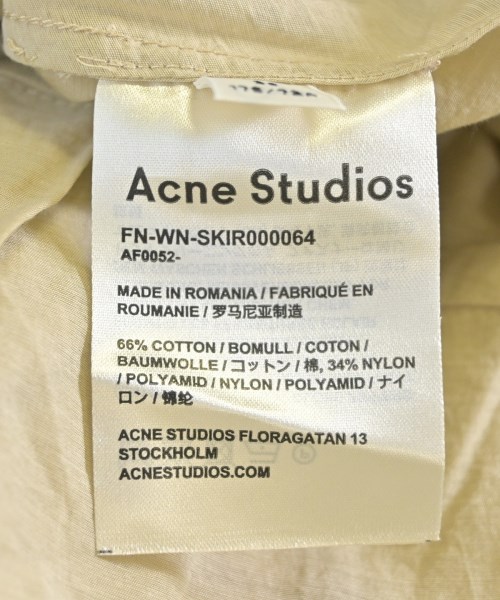 Acne Studios
FN-WN-SKIR000064
AF0052-
MADE IN ROMANIA / FABRIQUÉ EN
ROUMANIE / 罗马尼亚制造
66% COTTON / BOMULL / COTON /
BAUMWOLLE / コットン / 棉, 34% NYLON
/ POLYAMID / NYLON / POLYAMID / ナイ
ロン / 锦纶
ACNE STUDIOS FLORAGATAN 13
STOCKHOLM
ACNESTUDIOS.COM